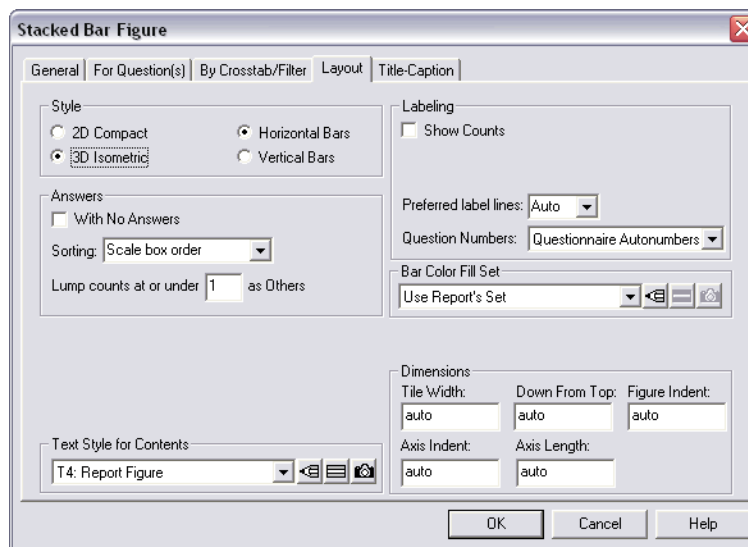 Stacked Bar Figure
General
For Question(s)
By Crosstab/Filter
Layout
Title-Caption
Style
2D Compact
Horizontal Bars
3D Isometric
Vertical Bars
Answers
With No Answers
Sorting: Scale box order
Lump counts at or under 1 as Others
Text Style for Contents
T4: Report Figure
Labeling
Show Counts
Preferred label lines: Auto
Question Numbers: Questionnaire Autonumbers
Bar Color Fill Set
Use Report's Set
Dimensions
Tile Width: Down From Top: Figure Indent:
auto auto auto
Axis Indent: Axis Length:
auto auto
OK Cancel Help